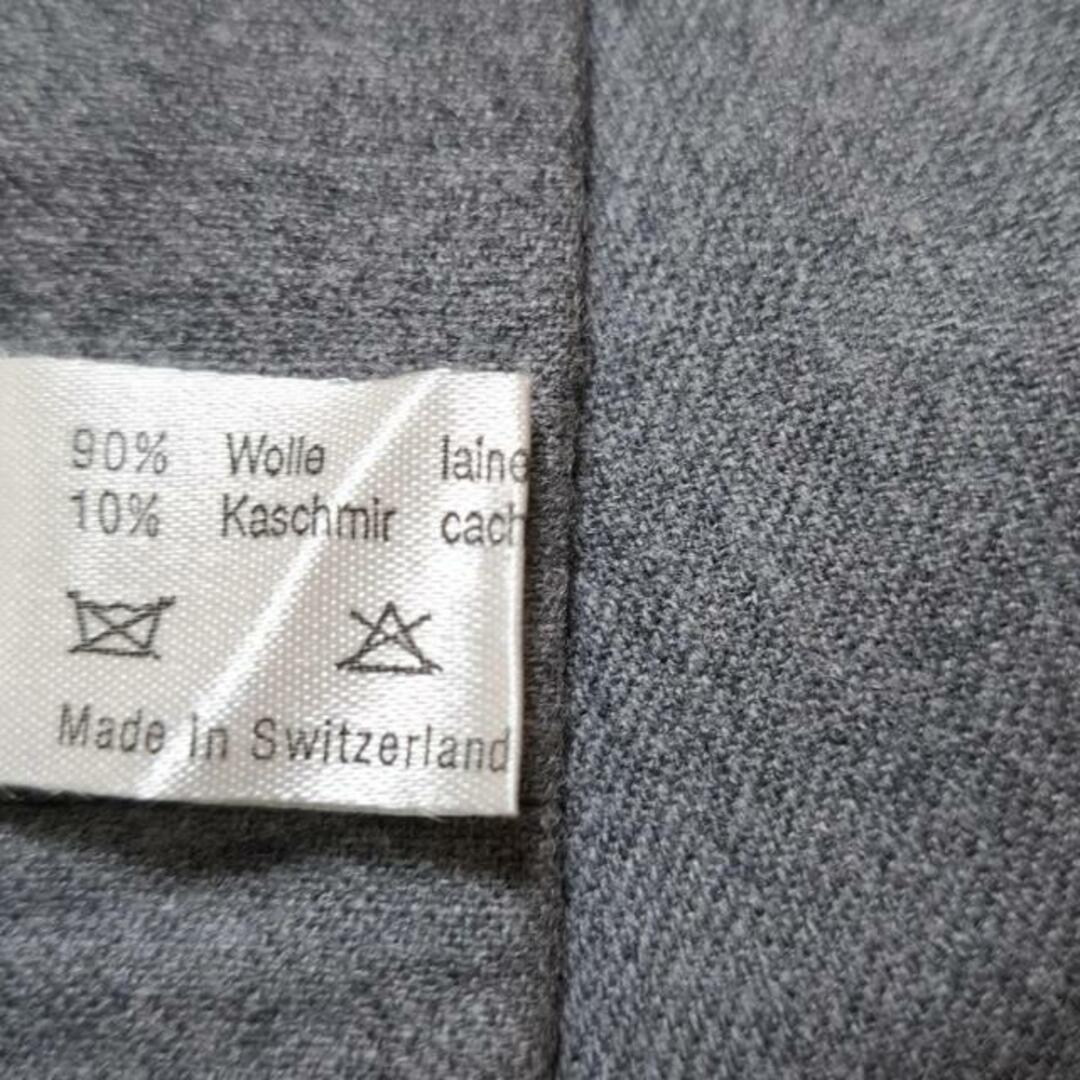 90% Wolle laine
10% Kaschmir cach
Made in Switzerland